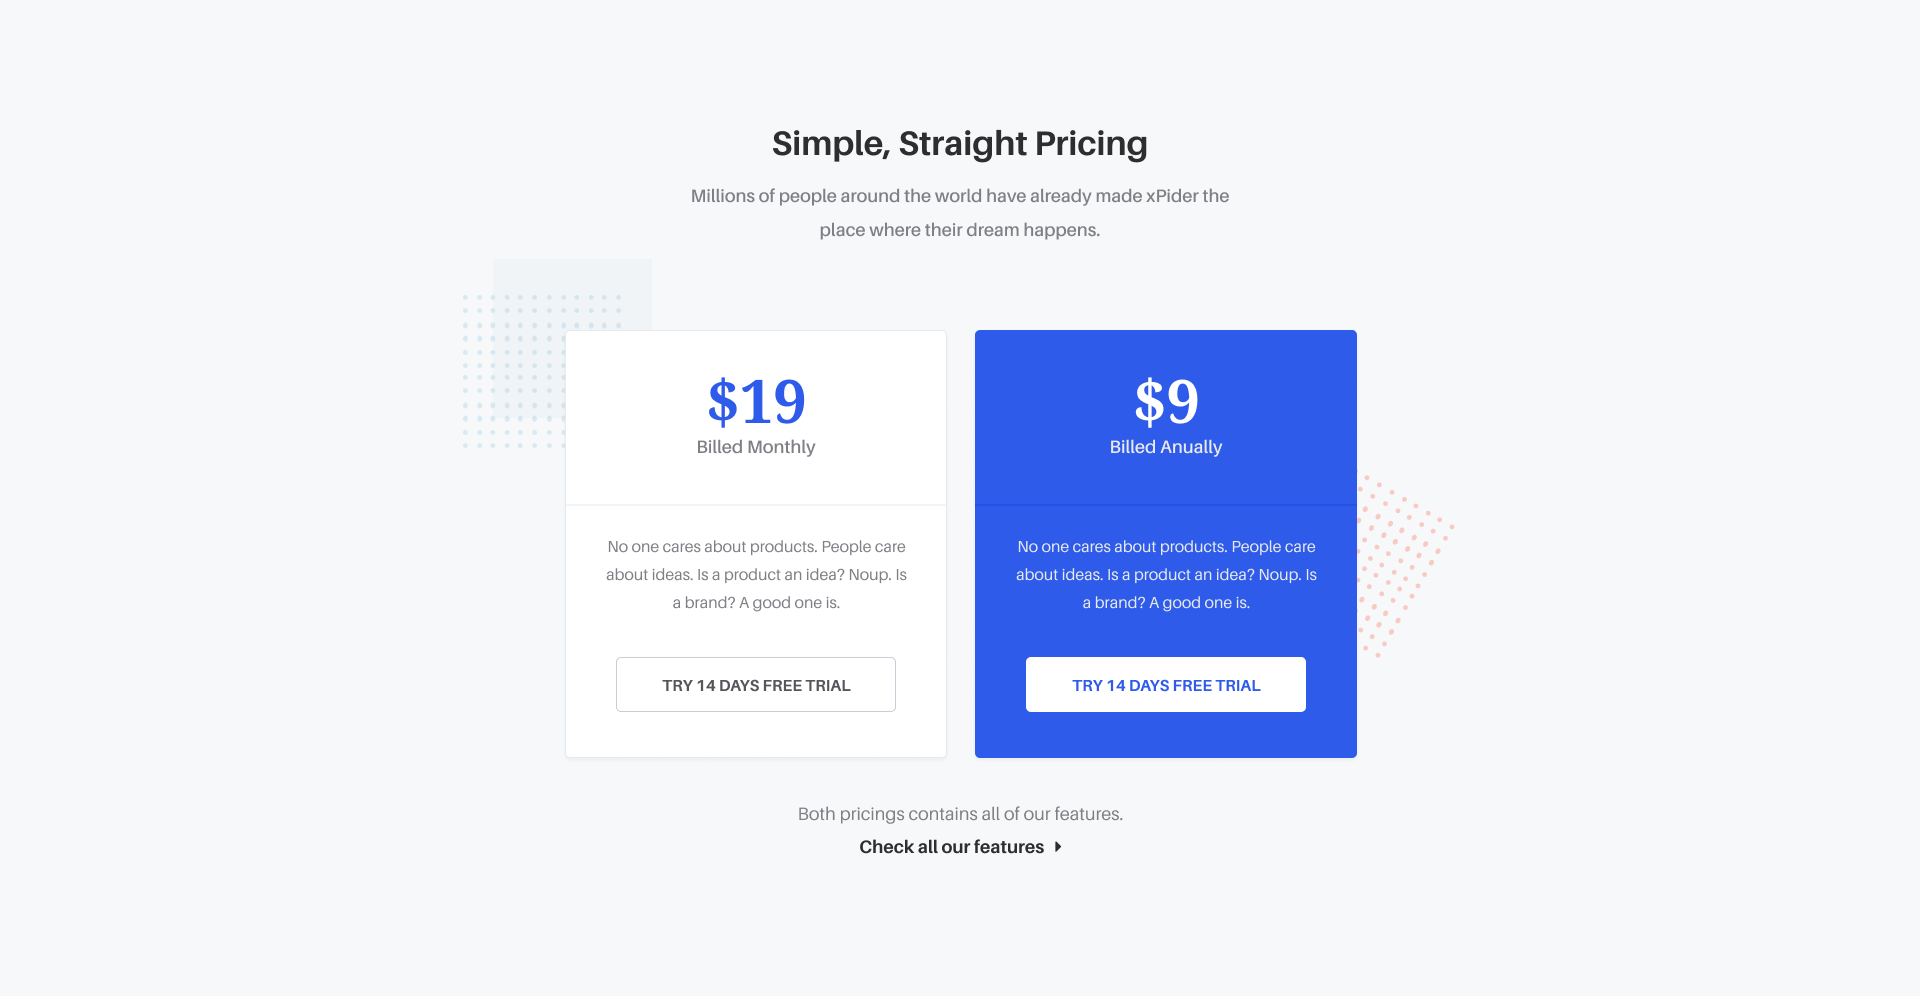 Simple, Straight Pricing
Millions of people around the world have already made xPider the
place where their dream happens.
$19
Billed Monthly
No one cares about products. People care
about ideas. Is a product an idea? Noup. Is
a brand? A good one is.
TRY 14 DAYS FREE TRIAL
$9
Billed Anually
No one cares about products. People care
about ideas. Is a product an idea? Noup. Is
a brand? A good one is.
TRY 14 DAYS FREE TRIAL
Both pricings contains all of our features.
Check all our features